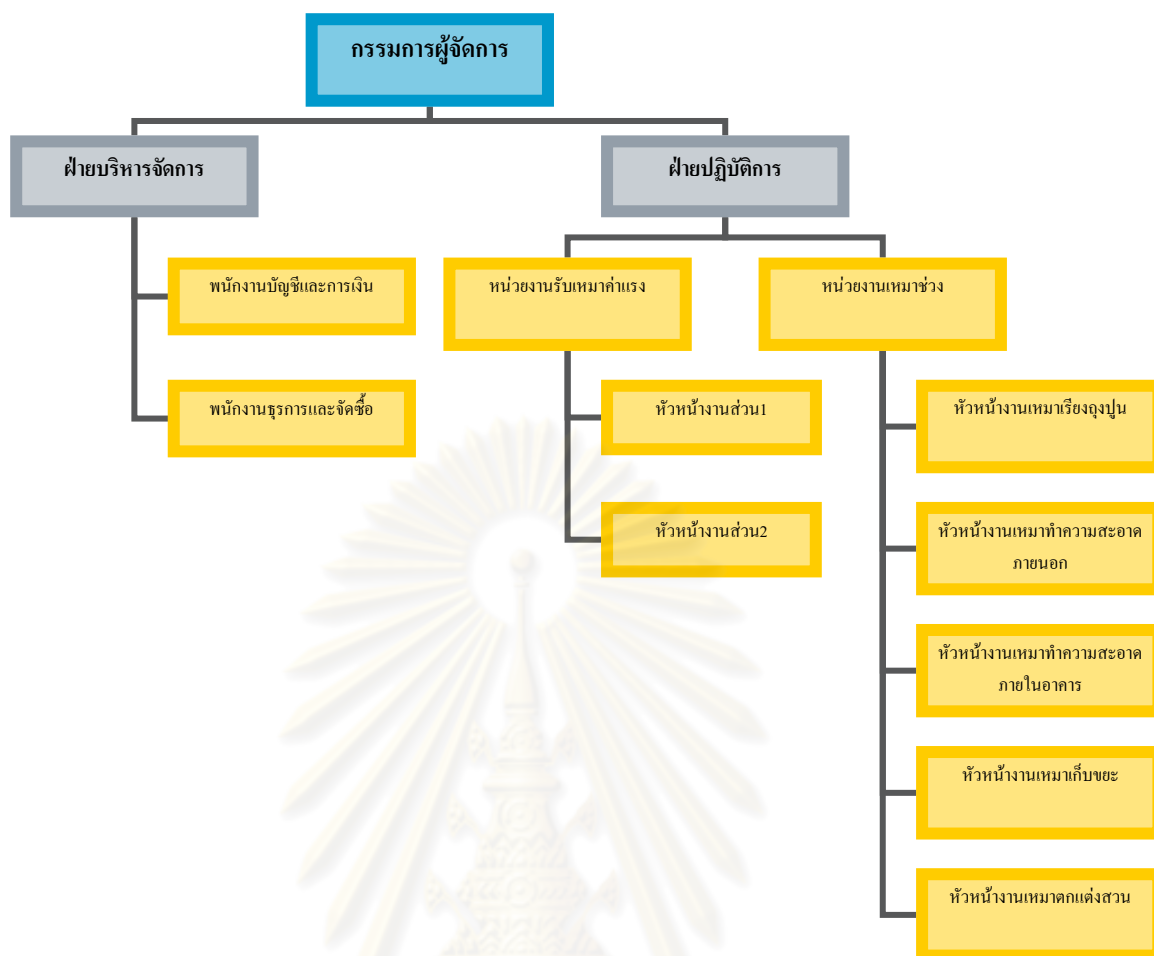 กรรมการผู้จัดการ
ฝ่ายบริหารจัดการ
ฝ่ายปฏิบัติการ
พนักงานบัญชีและการเงิน
หน่วยงานรับเหมาค่าแรง
หน่วยงานเหมาช่วง
พนักงานธุรการและจัดซื้อ
หัวหน้างานส่วน1
หัวหน้างานเหมาเรียงถุงปูน
หัวหน้างานส่วน2
หัวหน้างานเหมาทำความสะอาด
ภายนอก
หัวหน้างานเหมาทำความสะอาด
ภายในอาคาร
หัวหน้างานเหมาเก็บขยะ
หัวหน้างานเหมาตกแต่งสวน